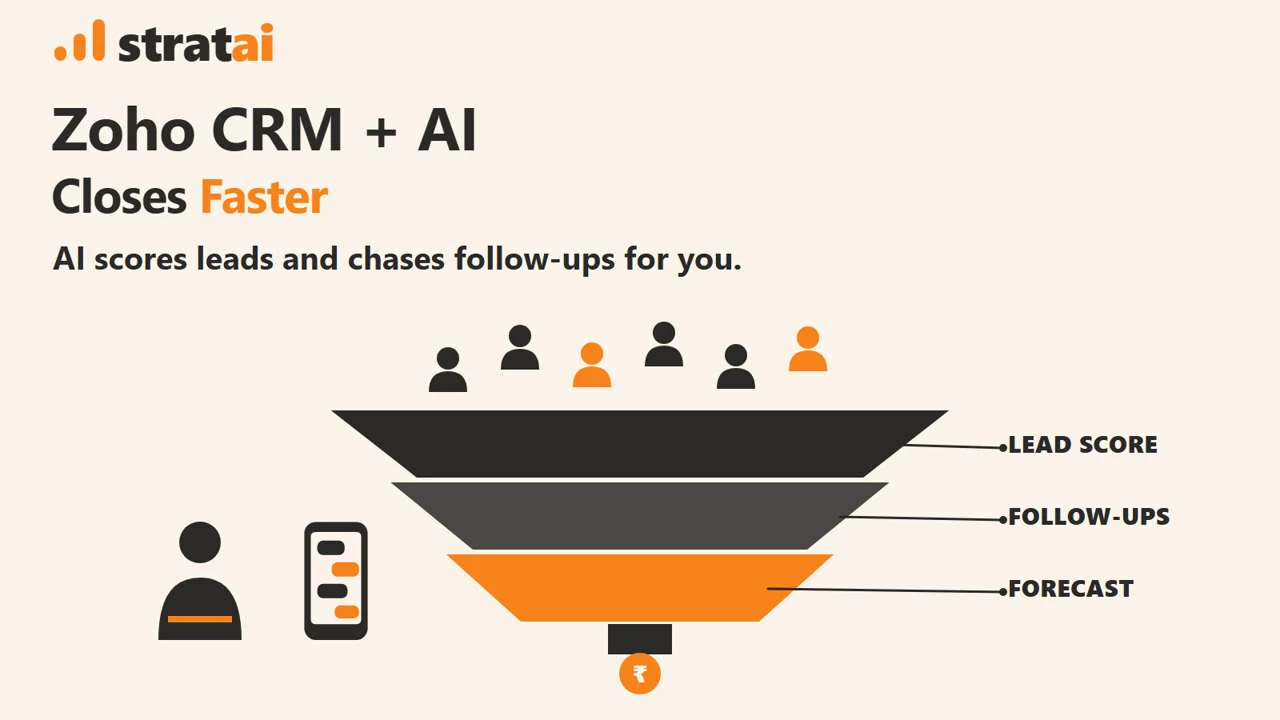 stratai
Zoho CRM + AI
Closes Faster
AI scores leads and chases follow-ups for you.
LEAD SCORE
FOLLOW-UPS
FORECAST
₹